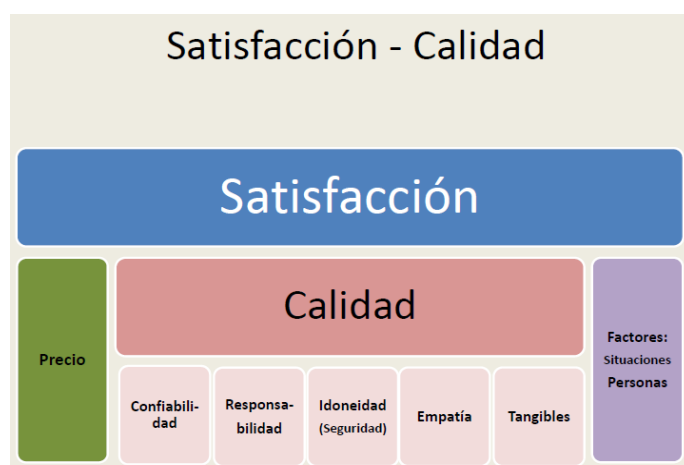 Satisfacción - Calidad
Satisfacción
Precio
Calidad
Factores:
Situaciones
Personas
Confiabili-
dad
Responsa-
bilidad
Idoneidad
(Seguridad)
Empatía
Tangibles